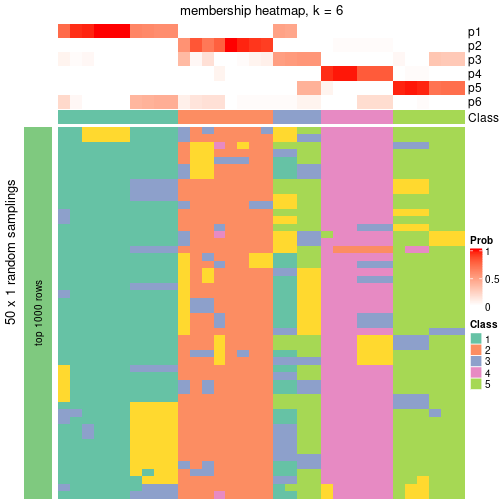 membership heatmap, k = 6
p1
p2
p3
p4
p5
p6
Class
50 x 1 random samplings
top 1000 rows
Prob
1
0.5
0
Class
1
2
3
4
5